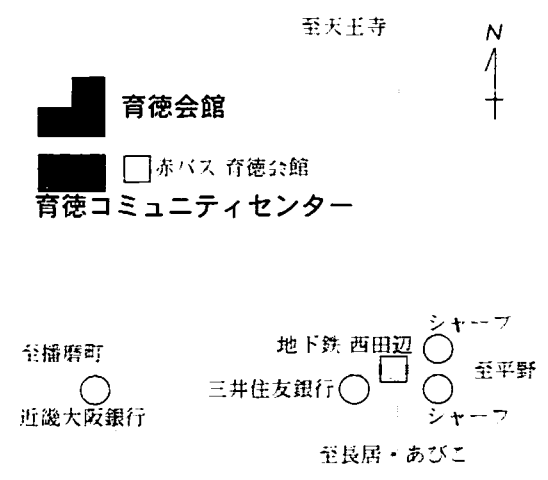 至天王寺
N
育徳会館
赤バス 育徳会館
育徳コミュニティセンター
シャープ
地下鉄 西田辺
至播磨町
至平野
三井住友銀行
近畿大阪銀行
シャープ
至長居・あびこ